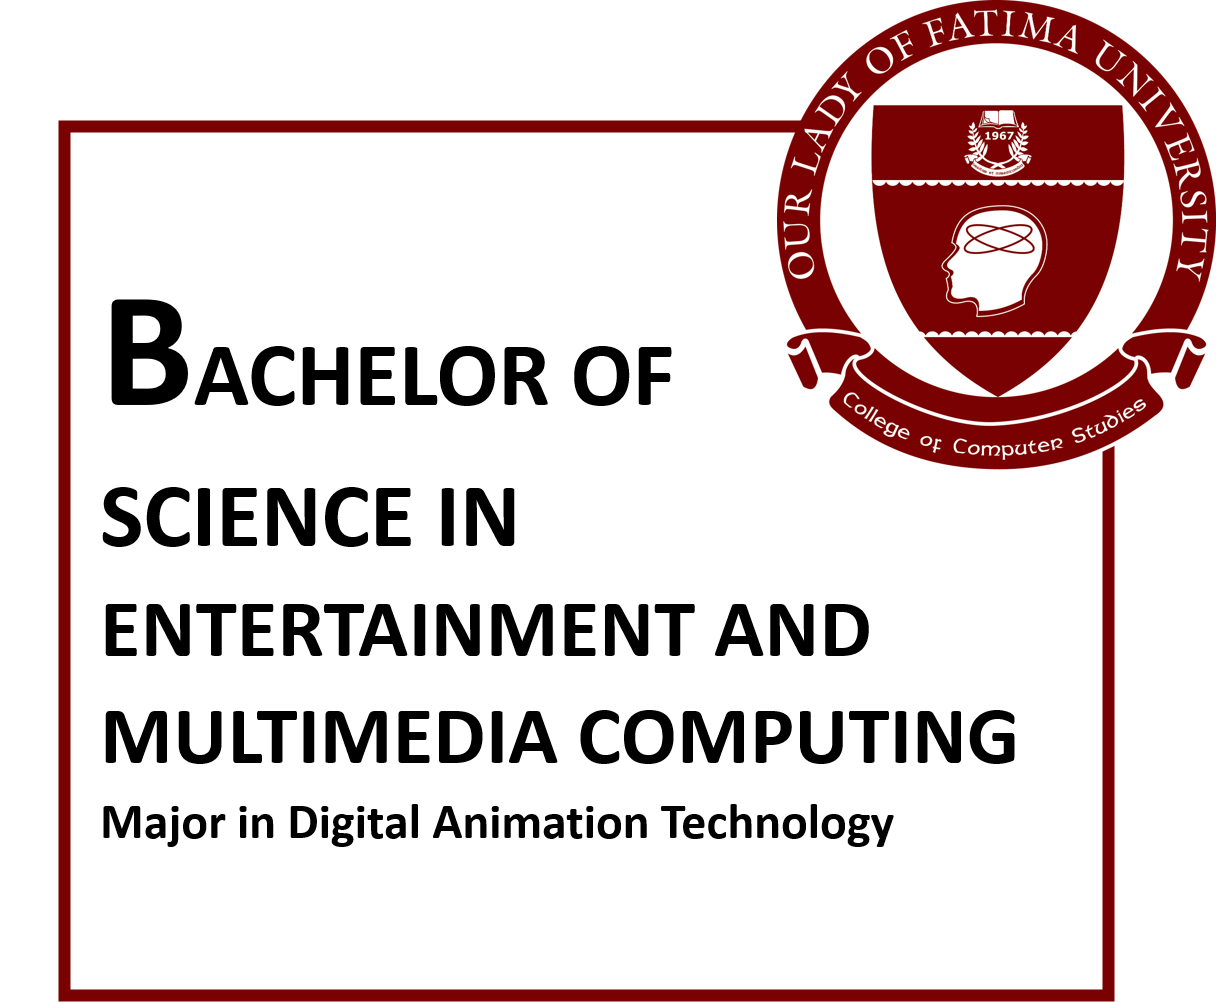 OUR LADY OF FATIMA UNIVERSITY
1967
College of Computer Studies
BACHELOR OF
SCIENCE IN
ENTERTAINMENT AND
MULTIMEDIA COMPUTING
Major in Digital Animation Technology